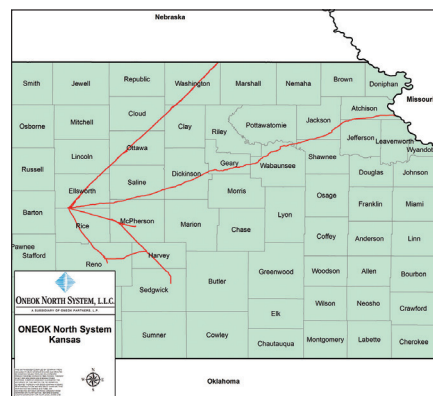 Nebraska
Smith Jewell Republic Washington Marshall Nemaha Brown Doniphan
Atchison Missouri
Osborne Mitchell Cloud Clay Riley Pottawatomie Jackson
Jefferson Leavenworth
Wyandot
Lincoln Ottawa
Russell Geary Wabaunsee Shawnee
Saline Dickinson Douglas Johnson
Ellsworth Morris
Barton Osage Franklin Miami
McPherson Lyon
Rice Marion Chase
Pawnee Coffey Anderson Linn
Stafford Harvey
Reno
Greenwood Woodson Allen Bourbon
Sedgwick Butler
Wilson Neosho Crawford
Elk
Sumner Cowley Montgomery Labette Cherokee
Chautauqua
Oklahoma
ONEOK NORTH SYSTEM, L.L.C.
A SUBSIDIARY OF ONEOK PARTNERS, L.P.
ONEOK North System
Kansas